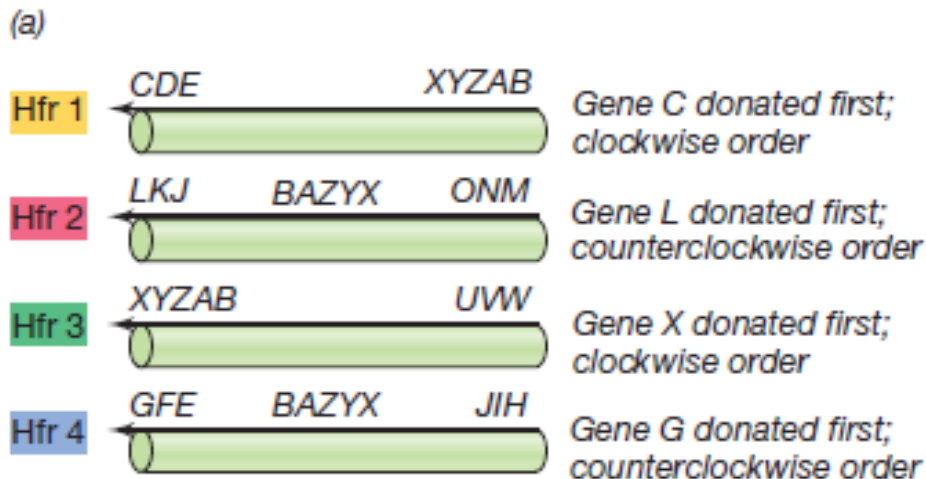 (a)
CDE XYZAB
Hfr 1
Gene C donated first;
clockwise order
LKJ BAZYX ONM
Hfr 2
Gene L donated first;
counterclockwise order
XYZAB UVW
Hfr 3
Gene X donated first;
clockwise order
GFE BAZYX JIH
Hfr 4
Gene G donated first;
counterclockwise order